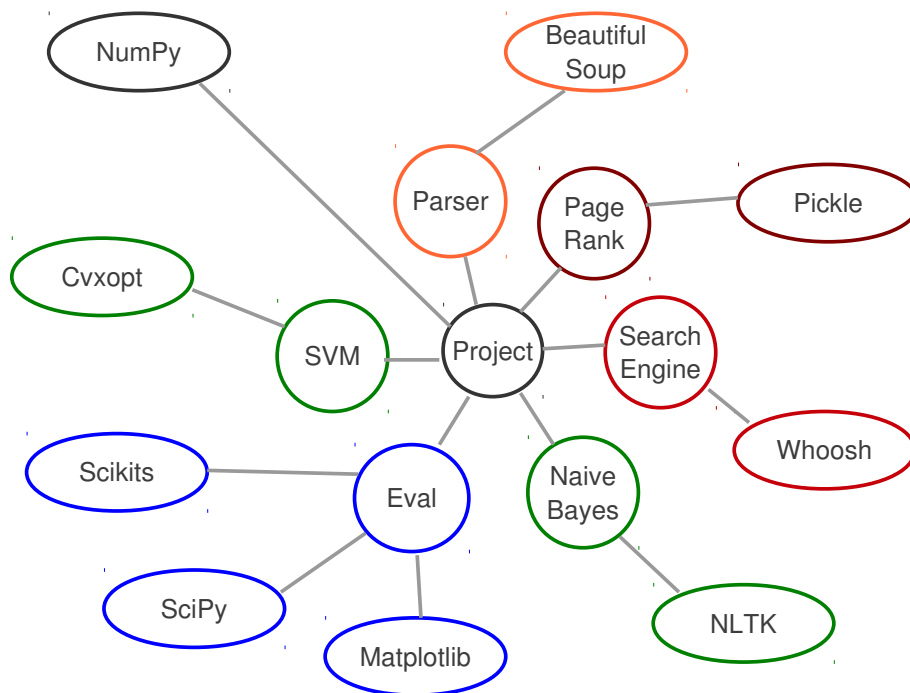 NumPy
Beautiful
Soup
Parser
Page
Rank
Pickle
Cvxopt
SVM
Project
Search
Engine
Whoosh
Scikits
Eval
Naive
Bayes
SciPy
Matplotlib
NLTK